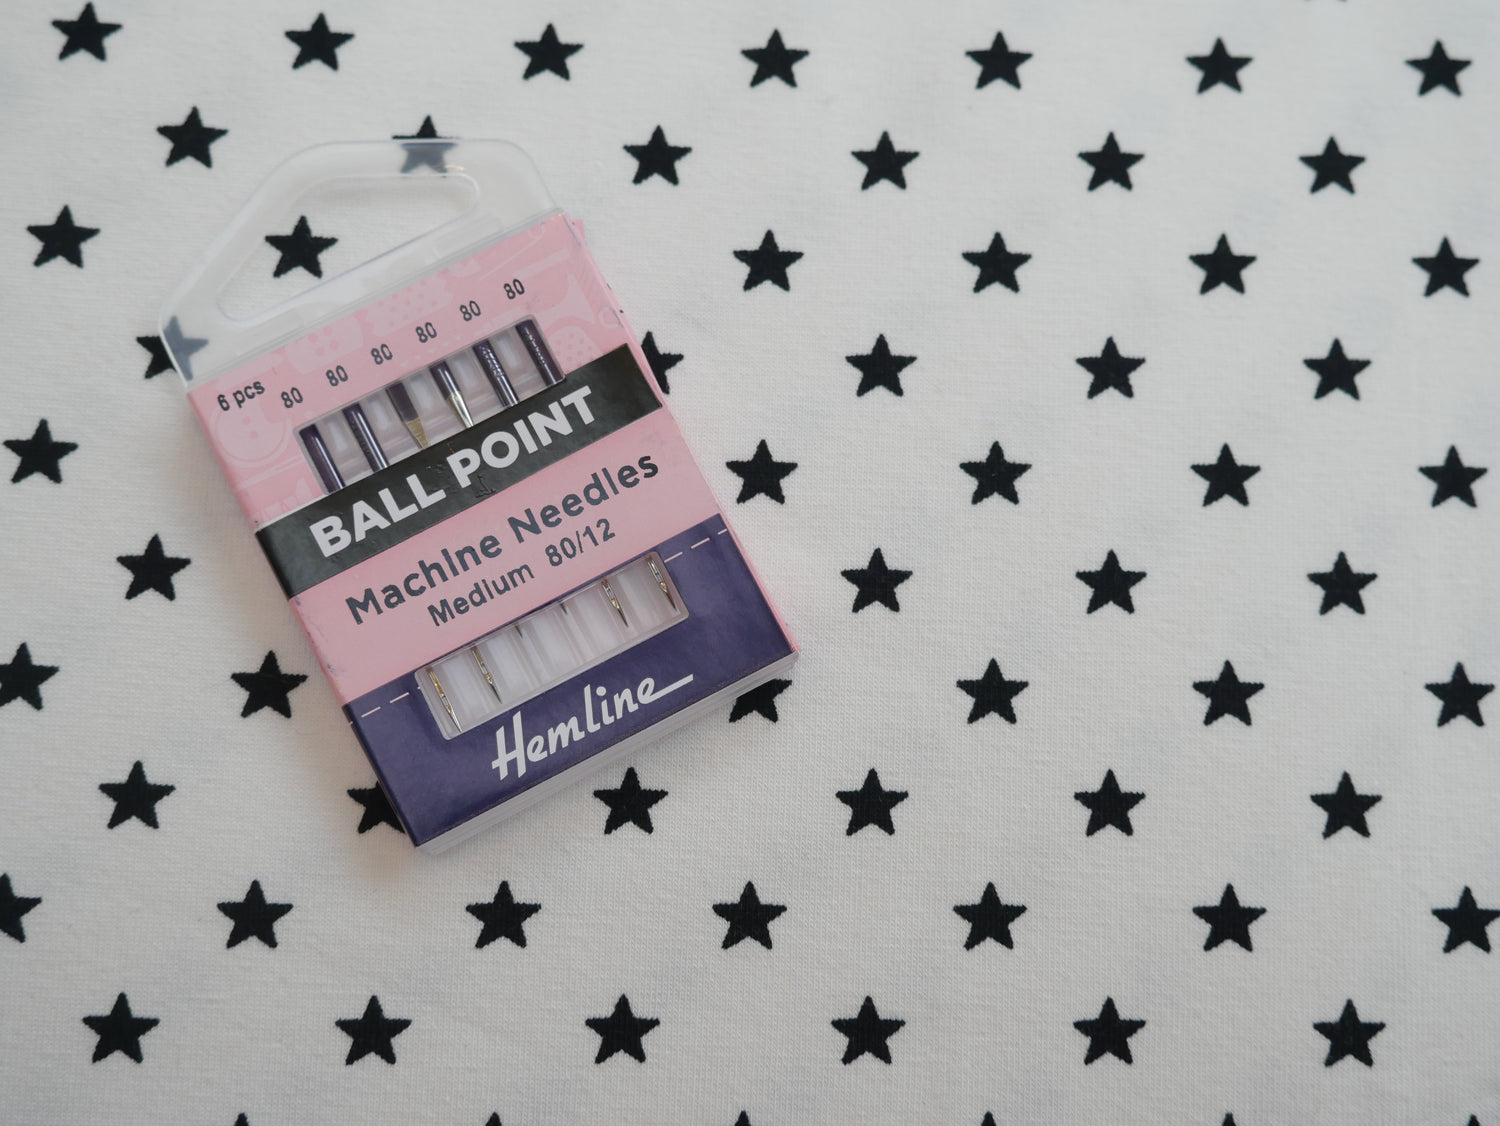 6 pcs 80 80 80 80 80 80
BALL POINT
Machine Needles
Medium 80/12
Hemline